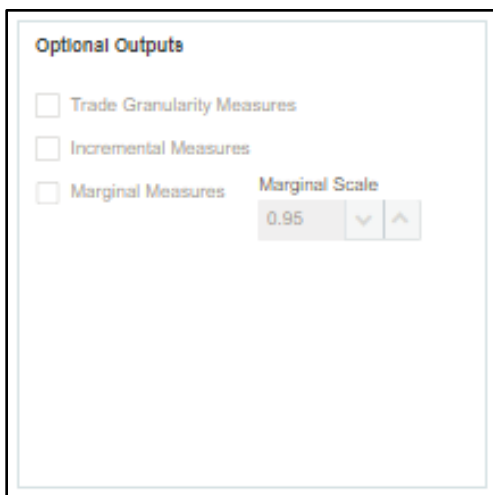 Optional Outputs
Trade Granularity Measures
Incremental Measures
Marginal Measures
Marginal Scale
0.95